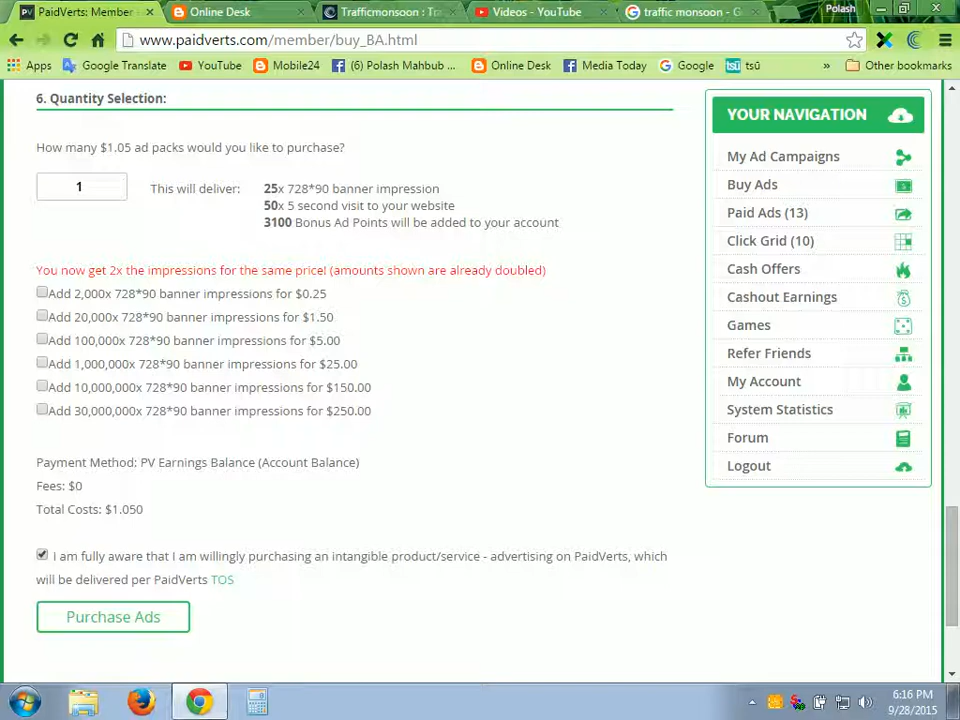 PaidVerts: Member
Online Desk
Trafficmonsoon : Tra
Videos - YouTube
traffic monsoon - G
Polash
www.paidverts.com/member/buy_BA.html
Apps
Google Translate
YouTube
Mobile24
(6) Polash Mahbub ...
Online Desk
Media Today
Google
tsū
»
Other bookmarks
6. Quantity Selection:
How many $1.05 ad packs would you like to purchase?
1
This will deliver:
25x 728*90 banner impression
50x 5 second visit to your website
3100 Bonus Ad Points will be added to your account
You now get 2x the impressions for the same price! (amounts shown are already doubled)
Add 2,000x 728*90 banner impressions for $0.25
Add 20,000x 728*90 banner impressions for $1.50
Add 100,000x 728*90 banner impressions for $5.00
Add 1,000,000x 728*90 banner impressions for $25.00
Add 10,000,000x 728*90 banner impressions for $150.00
Add 30,000,000x 728*90 banner impressions for $250.00
Payment Method: PV Earnings Balance (Account Balance)
Fees: $0
Total Costs: $1.050
I am fully aware that I am willingly purchasing an intangible product/service - advertising on PaidVerts, which
will be delivered per PaidVerts TOS
Purchase Ads
YOUR NAVIGATION
My Ad Campaigns
Buy Ads
Paid Ads (13)
Click Grid (10)
Cash Offers
Cashout Earnings
Games
Refer Friends
My Account
System Statistics
Forum
Logout
6:16 PM
9/28/2015